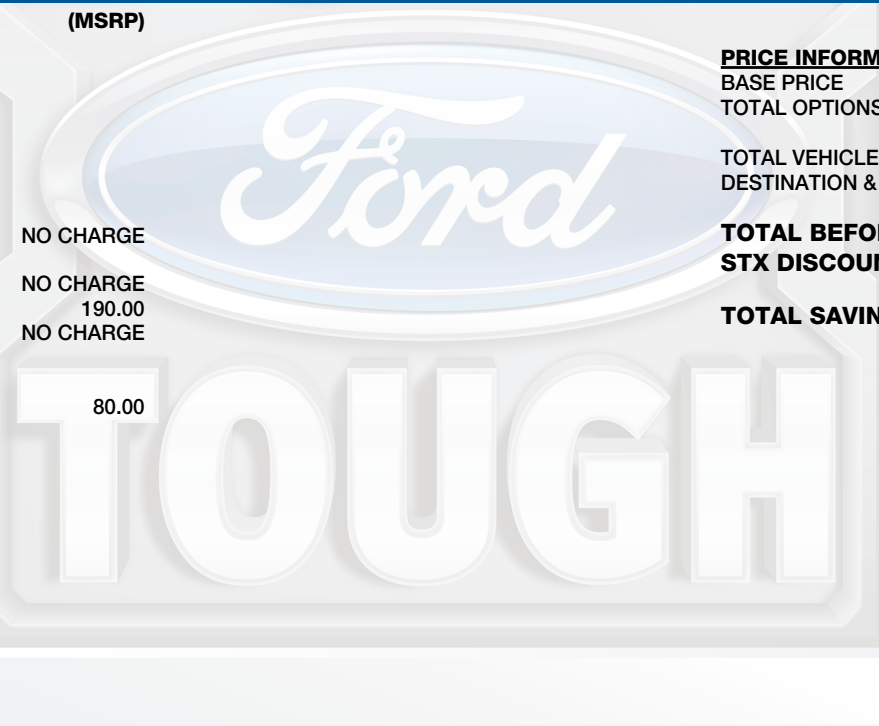 (MSRP)
NO CHARGE
NO CHARGE
190.00
NO CHARGE
80.00
PRICE INFORM
BASE PRICE
TOTAL OPTIONS
TOTAL VEHICLE
DESTINATION &
TOTAL BEFO
STX DISCOUN
TOTAL SAVIN
Ford
TOUGH